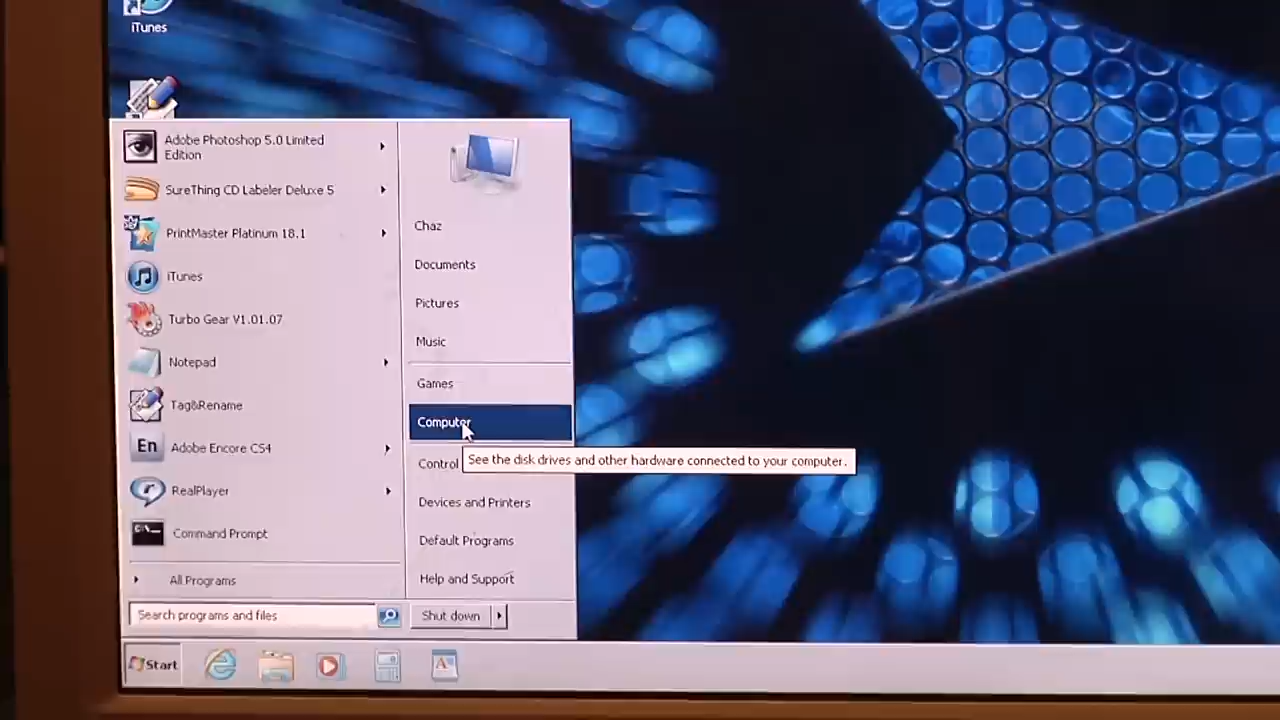 iTunes
Adobe Photoshop 5.0 Limited
Edition
SureThing CD Labeler Deluxe 5
PrintMaster Platinum 18.1
iTunes
Turbo Gear V1.01.07
Notepad
Tag&Rename
En
Adobe Encore CS4
RealPlayer
Command Prompt
All Programs
Search programs and files
Chaz
Documents
Pictures
Music
Games
Computer
See the disk drives and other hardware connected to your computer.
Control
Devices and Printers
Default Programs
Help and Support
Shut down
Start